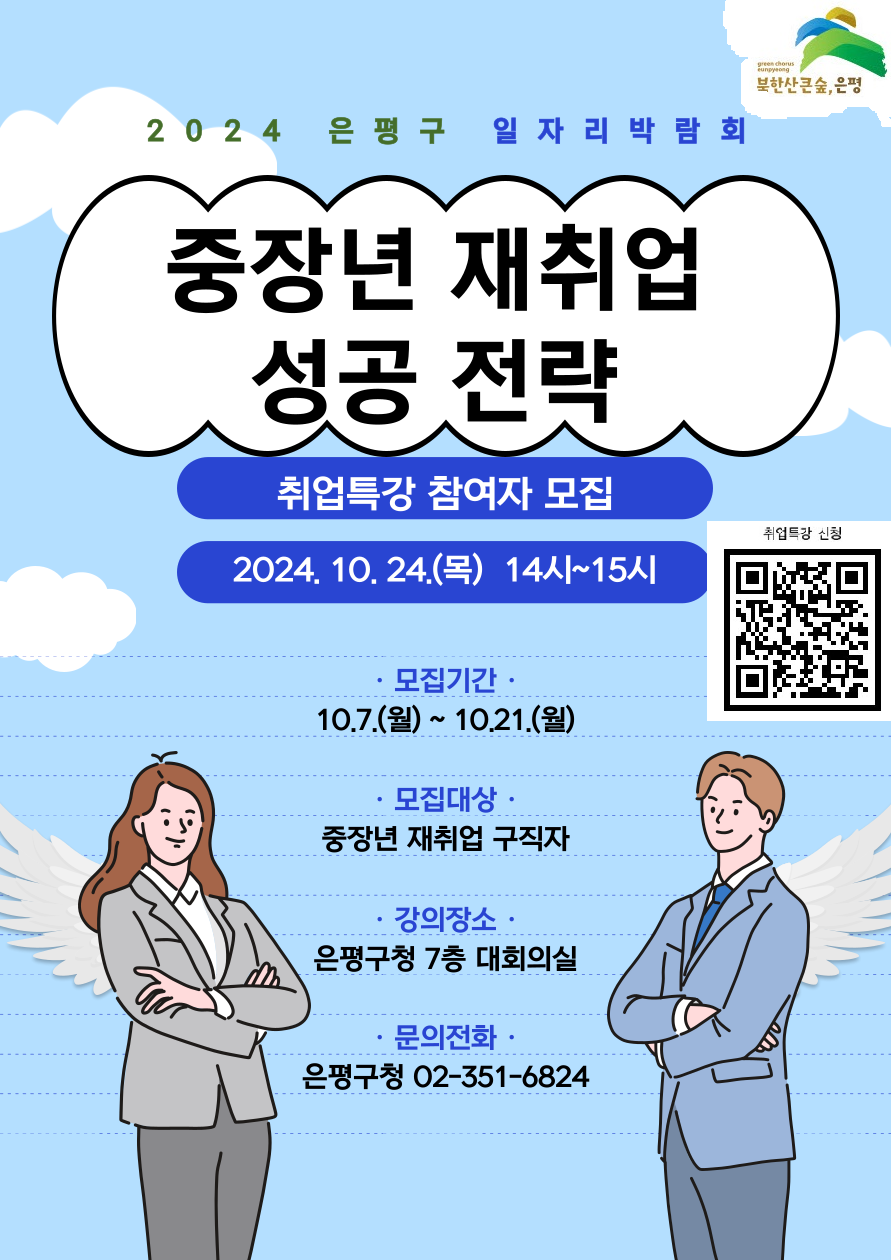 green chorus
eunpyeong
북한산큰숲,은평
2024 은평구 일자리박람회
중장년 재취업
성공 전략
취업특강 참여자 모집
2024. 10. 24.(목) 14시~15시
취업특강 신청
· 모집기간 ·
10.7.(월) ~ 10.21.(월)
· 모집대상 ·
중장년 재취업 구직자
· 강의장소 ·
은평구청 7층 대회의실
· 문의전화 ·
은평구청 02-351-6824